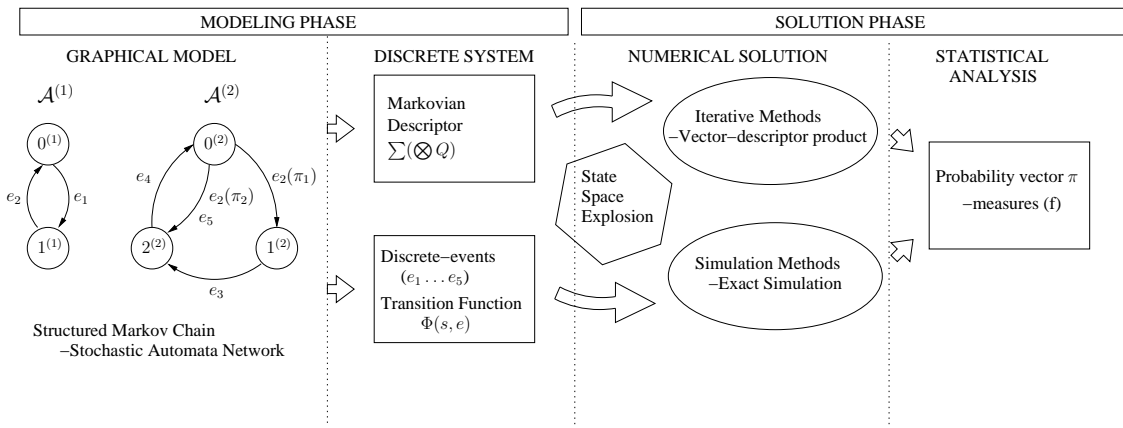 MODELING PHASE
SOLUTION PHASE
GRAPHICAL MODEL
DISCRETE SYSTEM
NUMERICAL SOLUTION
STATISTICAL
ANALYSIS
𝒜⁽¹⁾
𝒜⁽²⁾
0⁽¹⁾
e₂
e₁
1⁽¹⁾
0⁽²⁾
e₄
e₂(π₂)
e₅
e₂(π₁)
2⁽²⁾
1⁽²⁾
e₃
Structured Markov Chain
–Stochastic Automata Network
Markovian
Descriptor
∑(⨂ Q)
Discrete–events
(e₁ … e₅)
Transition Function
Φ(s, e)
State
Space
Explosion
Iterative Methods
–Vector–descriptor product
Simulation Methods
–Exact Simulation
Probability vector π
–measures (f)